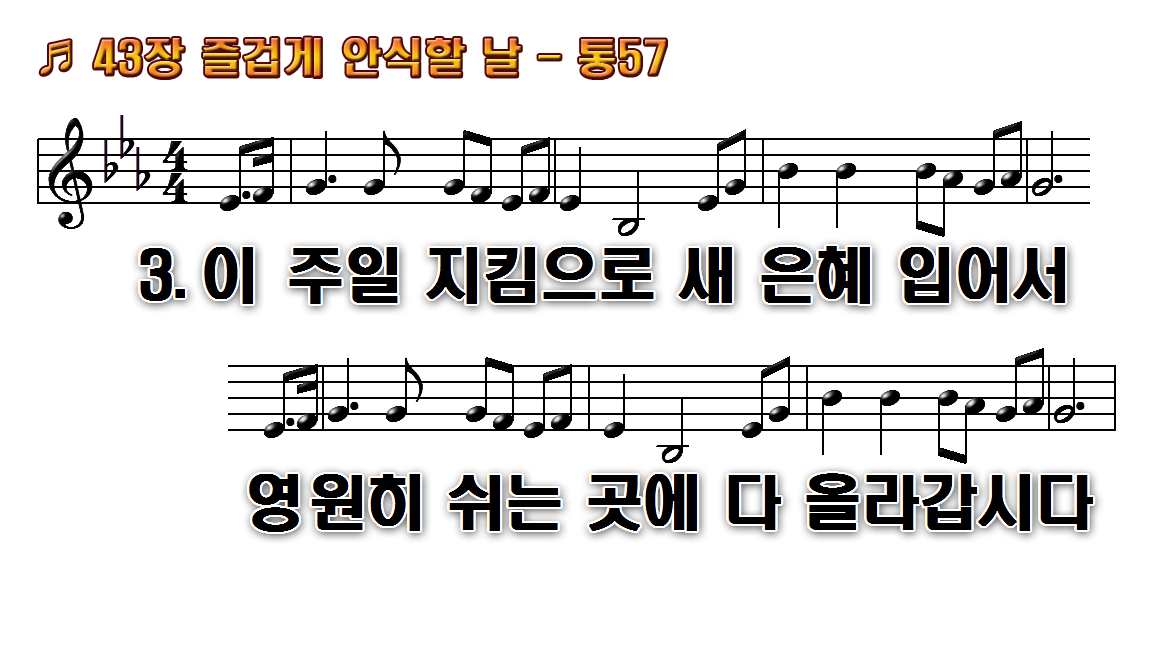 43장 즐겁게 안식할 날 - 통57
3. 이 주일 지킴으로 새 은혜 입어서
영원히 쉬는 곳에 다 올라갑시다